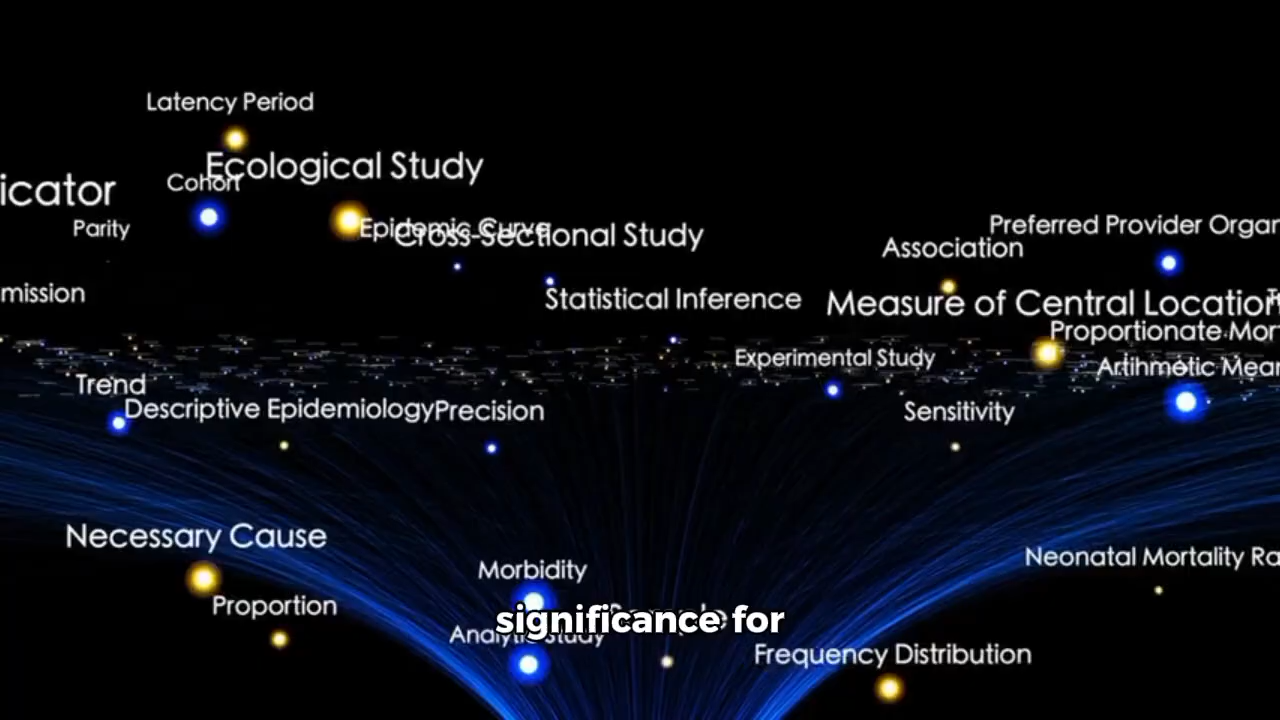 Latency Period
Ecological Study
Cohort
icator
Parity
Epidemic Curve
Cross-Sectional Study
Preferred Provider Organ
Association
mission
Statistical Inference
Measure of Central Location
Proportionate Mor
Experimental Study
Artihmetic Mean
Trend
Descriptive Epidemiology
Precision
Sensitivity
Necessary Cause
Neonatal Mortality Ra
Morbidity
Proportion
significance for
Analytic Study
Frequency Distribution